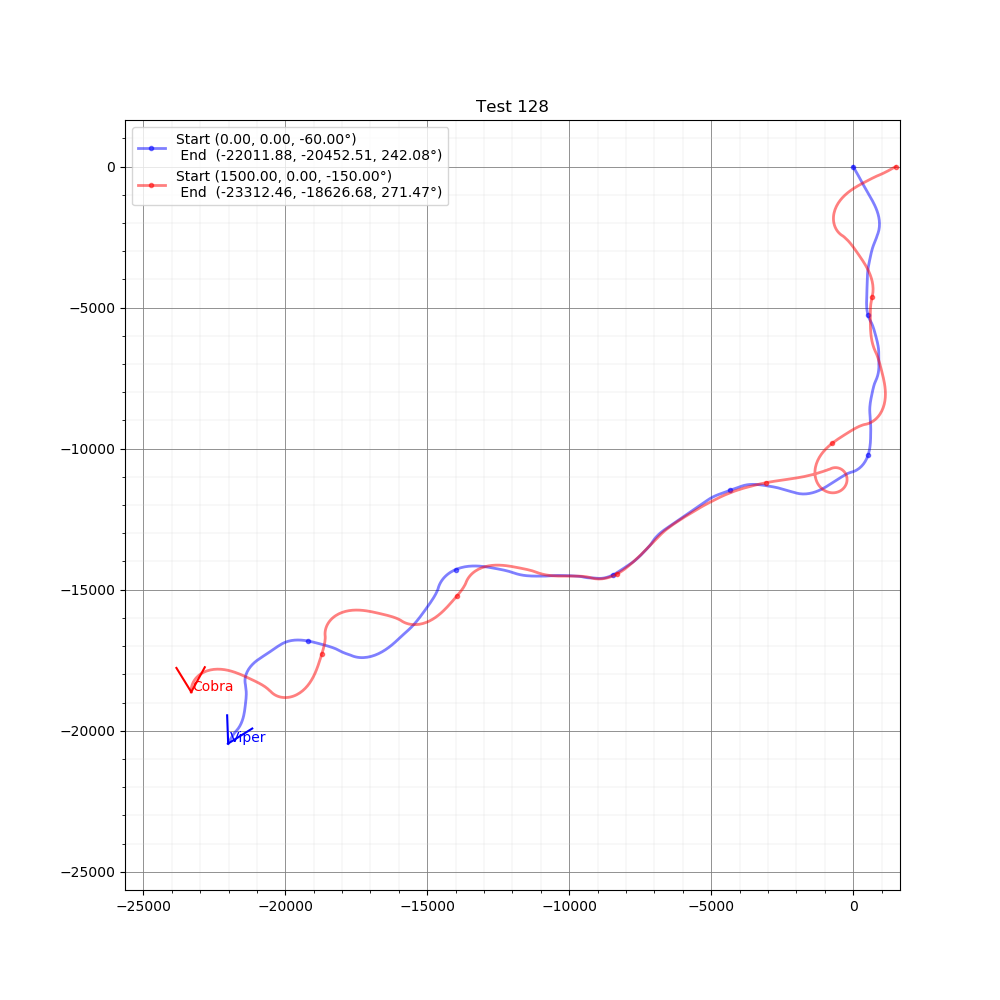 Test 128
Start (0.00, 0.00, -60.00°)
End (-22011.88, -20452.51, 242.08°)
Start (1500.00, 0.00, -150.00°)
End (-23312.46, -18626.68, 271.47°)
0
−5000
−10000
−15000
−20000
−25000
Cobra
Viper
−25000 −20000 −15000 −10000 −5000 0